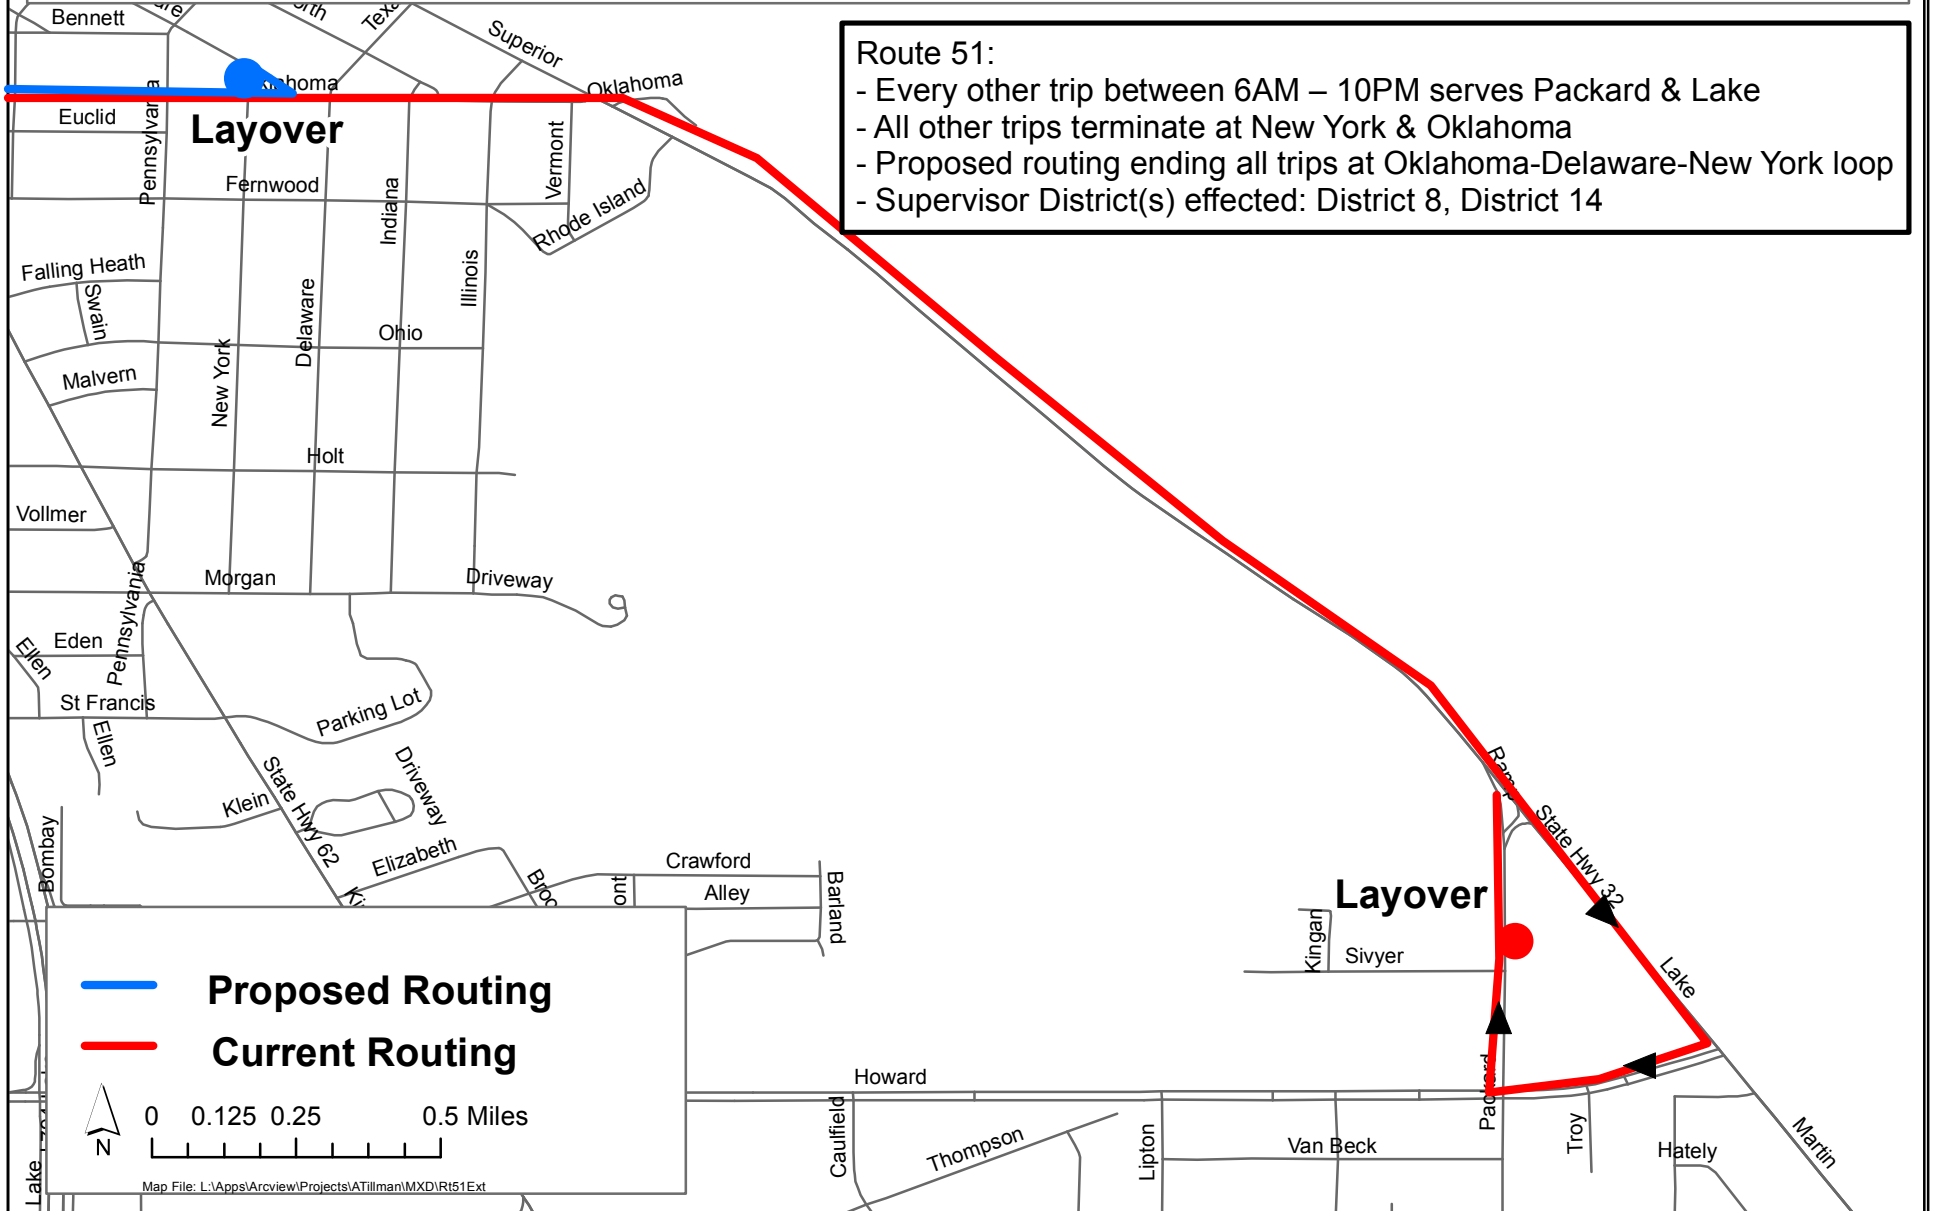 Bennett
Superior
Oklahoma
Route 51:
- Every other trip between 6AM – 10PM serves Packard & Lake
- All other trips terminate at New York & Oklahoma
- Proposed routing ending all trips at Oklahoma-Delaware-New York loop
- Supervisor District(s) effected: District 8, District 14
Euclid
Layover
Pennsylvania
Fernwood
Vermont
Indiana
Rhode Island
Illinois
Falling Heath
Swain
Delaware
Ohio
New York
Malvern
Holt
Vollmer
Morgan
Driveway
Pennsylvania
Eden
Ellen
St Francis
Ellen
Parking Lot
State Hwy 62
Driveway
Klein
Bombay
Elizabeth
Crawford
Alley
Barland
Ramp
State Hwy 32
Layover
Kingan
Sivyer
Lake
Proposed Routing
Current Routing
0 0.125 0.25 0.5 Miles
N
Map File: L:\Apps\Arcview\Projects\ATillman\MXD\Rt51Ext
Lake
Howard
Packard
Caulfield
Thompson
Lipton
Van Beck
Troy
Hately
Martin